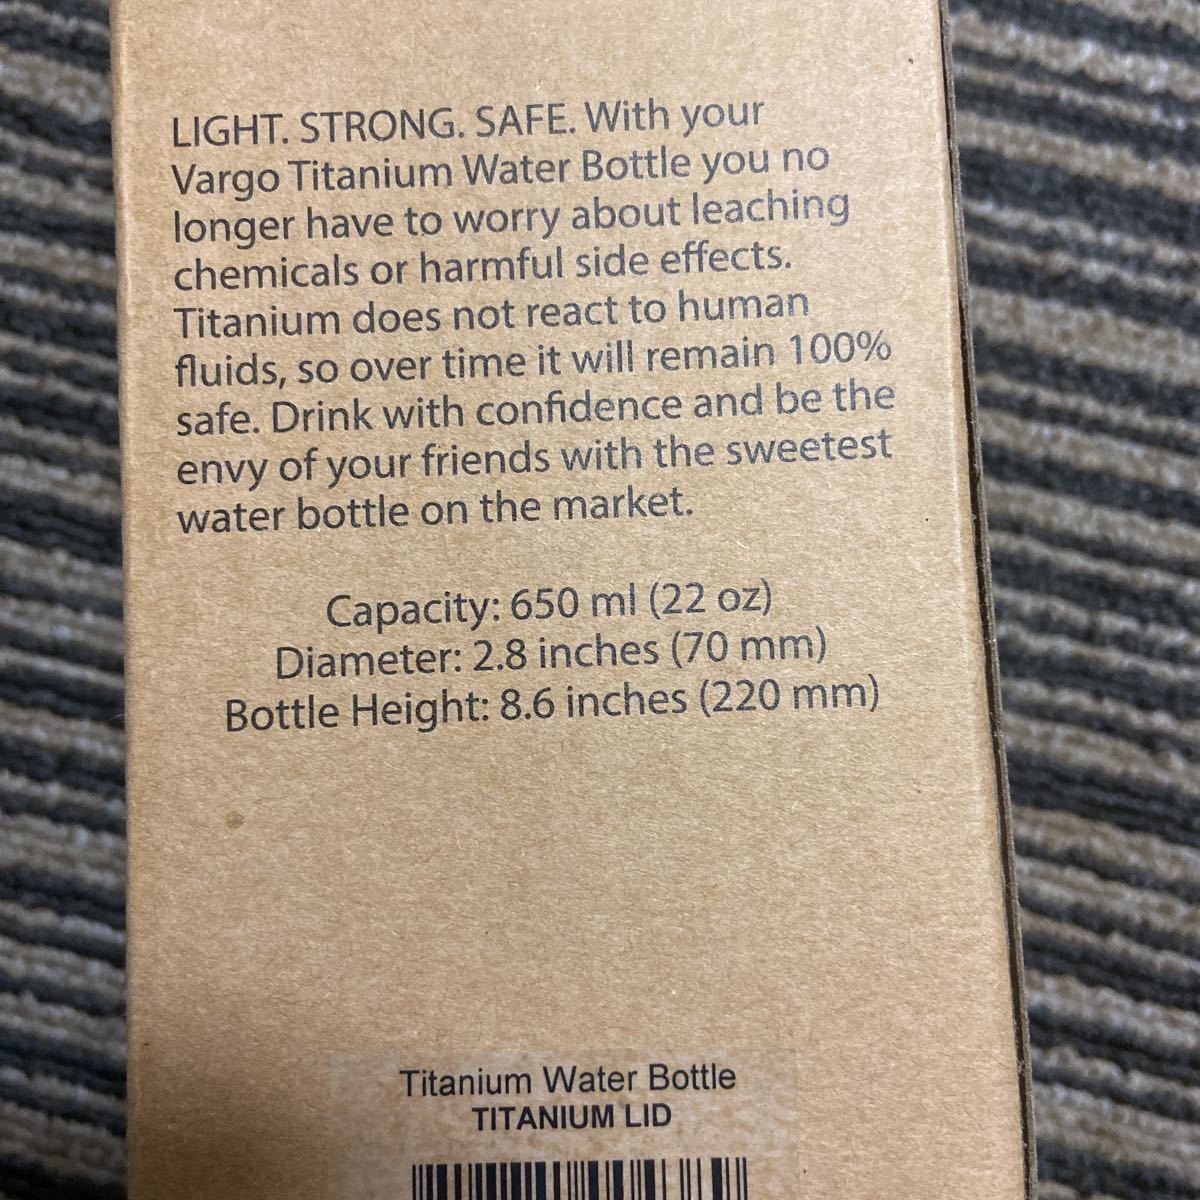 LIGHT. STRONG. SAFE. With your
Vargo Titanium Water Bottle you no
longer have to worry about leaching
chemicals or harmful side effects.
Titanium does not react to human
fluids, so over time it will remain 100%
safe. Drink with confidence and be the
envy of your friends with the sweetest
water bottle on the market.
Capacity: 650 ml (22 oz)
Diameter: 2.8 inches (70 mm)
Bottle Height: 8.6 inches (220 mm)
Titanium Water Bottle
TITANIUM LID